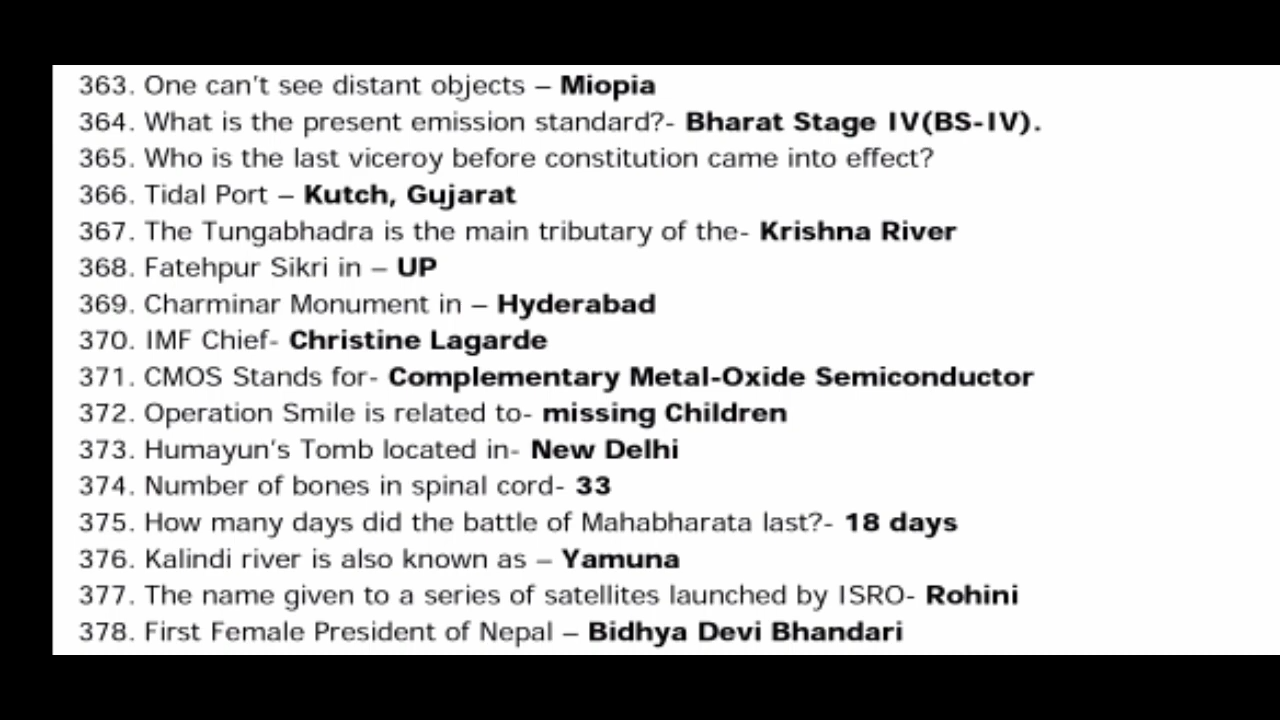 363. One can't see distant objects – Miopia
364. What is the present emission standard?- Bharat Stage IV(BS-IV).
365. Who is the last viceroy before constitution came into effect?
366. Tidal Port – Kutch, Gujarat
367. The Tungabhadra is the main tributary of the- Krishna River
368. Fatehpur Sikri in – UP
369. Charminar Monument in – Hyderabad
370. IMF Chief- Christine Lagarde
371. CMOS Stands for- Complementary Metal-Oxide Semiconductor
372. Operation Smile is related to- missing Children
373. Humayun's Tomb located in- New Delhi
374. Number of bones in spinal cord- 33
375. How many days did the battle of Mahabharata last?- 18 days
376. Kalindi river is also known as – Yamuna
377. The name given to a series of satellites launched by ISRO- Rohini
378. First Female President of Nepal – Bidhya Devi Bhandari